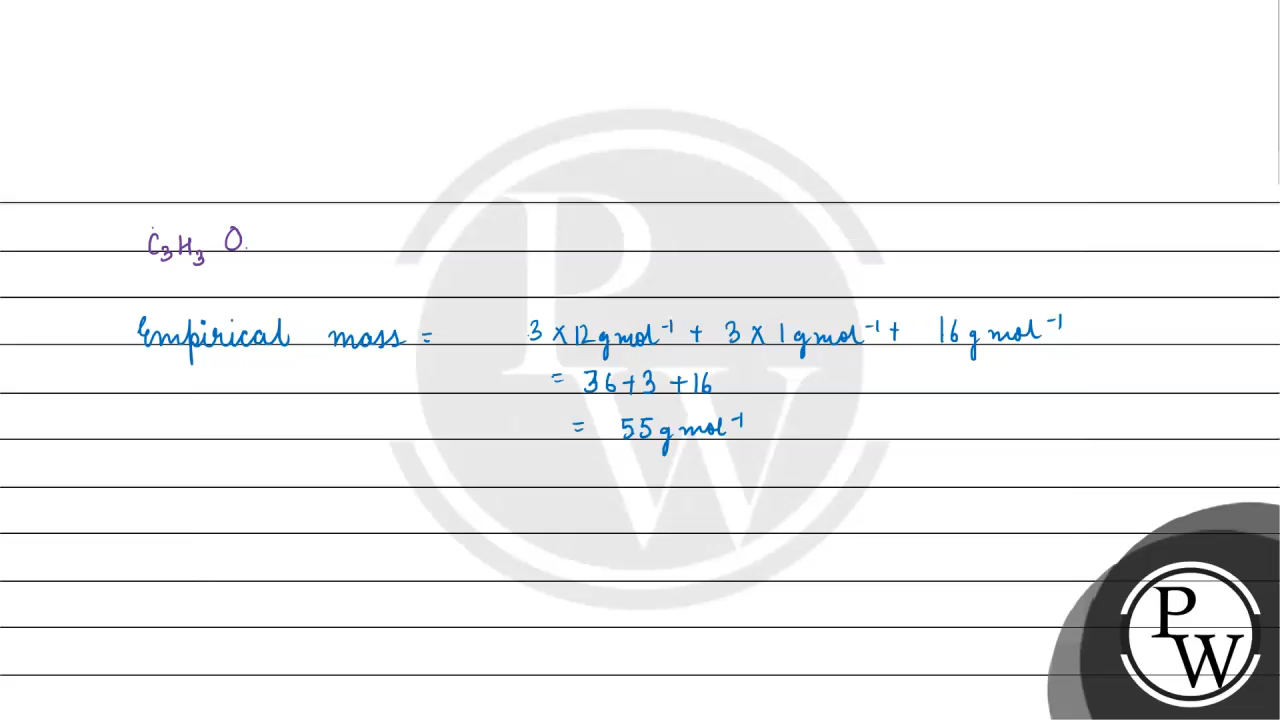 C₃H₃ O.
Empirical mass = 3 × 12 g mol⁻¹ + 3 × 1 g mol⁻¹ + 16 g mol⁻¹
= 36 + 3 + 16
= 55 g mol⁻¹
P
W
P
W